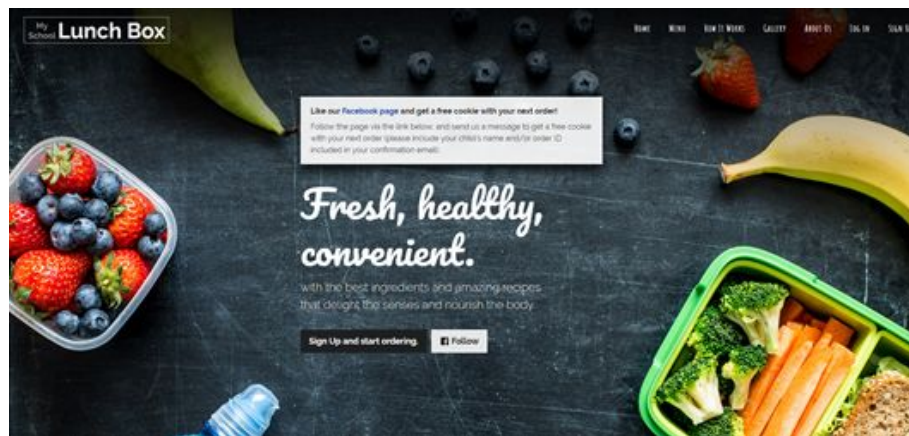 My School Lunch Box
HOME MENU HOW IT WORKS GALLERY ABOUT US LOG IN SIGN
Like our Facebook page and get a free cookie with your next order!
Follow the page via the link below, and send us a message to get a free cookie
with your next order (please include your child's name and/or order ID
included in your confirmation email).
Fresh, healthy,
convenient.
with the best ingredients and amazing recipes
that delight the senses and nourish the body.
Sign Up and start ordering.
Follow